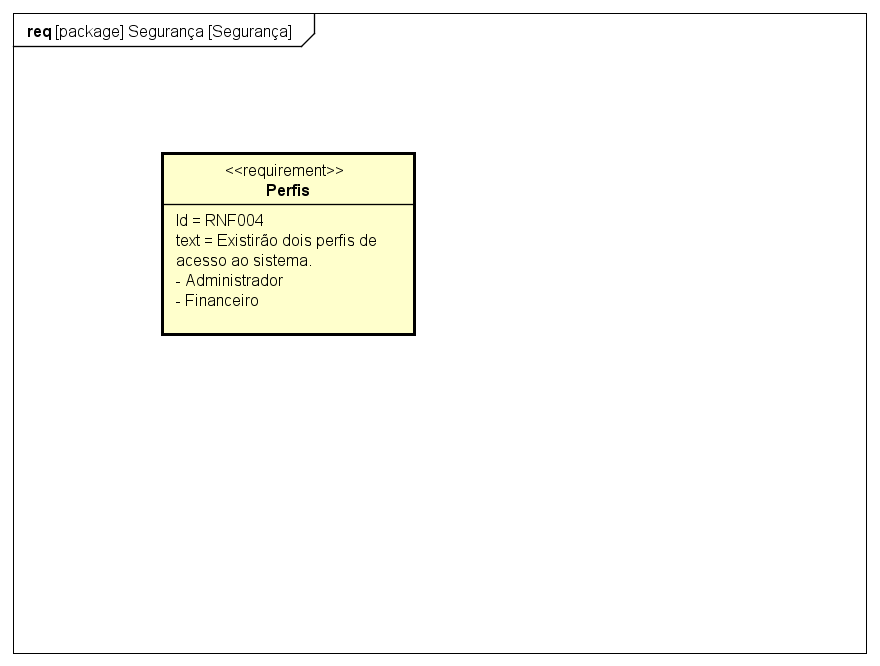 req [package] Segurança [Segurança]
<<requirement>>
Perfis
Id = RNF004
text = Existirão dois perfis de
acesso ao sistema.
- Administrador
- Financeiro